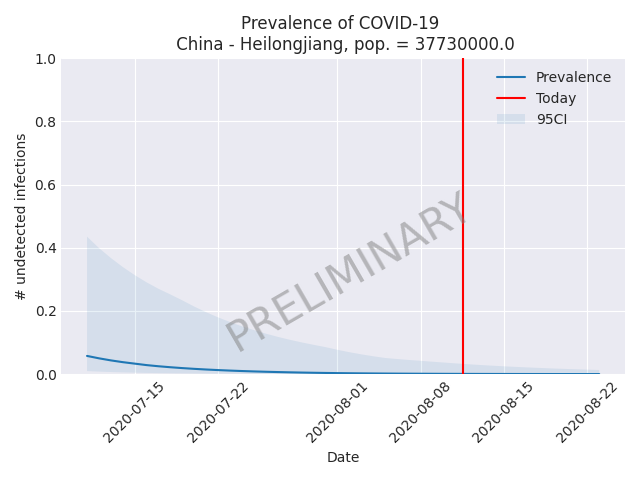 Prevalence of COVID-19
China - Heilongjiang, pop. = 37730000.0
1.0
0.8
0.6
0.4
0.2
0.0
# undetected infections
Prevalence
Today
95CI
PRELIMINARY
2020-07-15
2020-07-22
2020-08-01
2020-08-08
2020-08-15
2020-08-22
Date